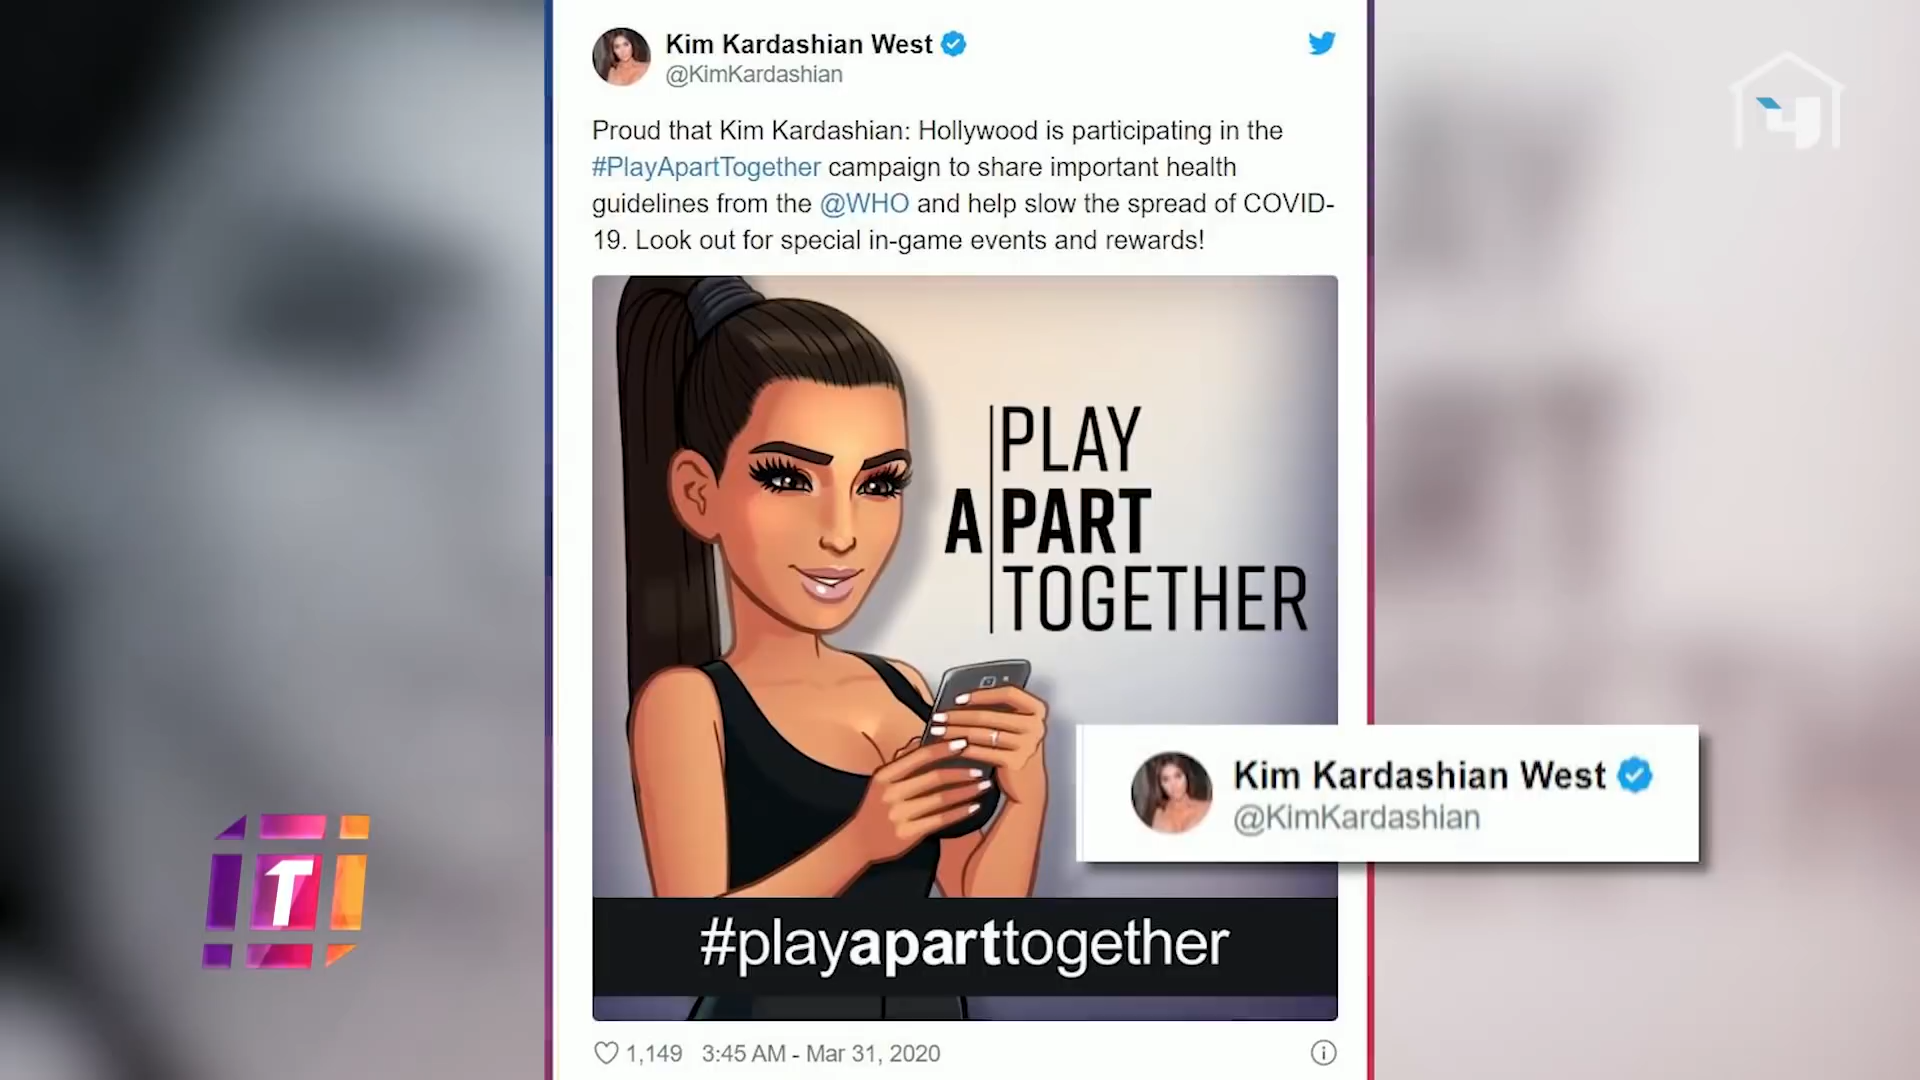 Kim Kardashian West
@KimKardashian
Proud that Kim Kardashian: Hollywood is participating in the
#PlayApartTogether campaign to share important health
guidelines from the @WHO and help slow the spread of COVID-
19. Look out for special in-game events and rewards!
PLAY
A PART
TOGETHER
Kim Kardashian West
@KimKardashian
#playaparttogether
1,149 3:45 AM - Mar 31, 2020
T
4